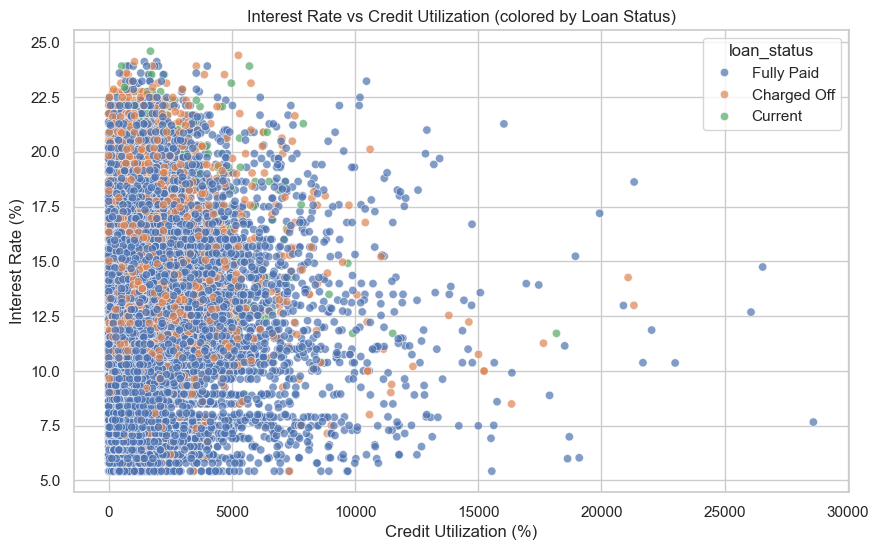 Interest Rate vs Credit Utilization (colored by Loan Status)
25.0
22.5
20.0
17.5
15.0
12.5
10.0
7.5
5.0
Interest Rate (%)
loan_status
Fully Paid
Charged Off
Current
0 5000 10000 15000 20000 25000 30000
Credit Utilization (%)